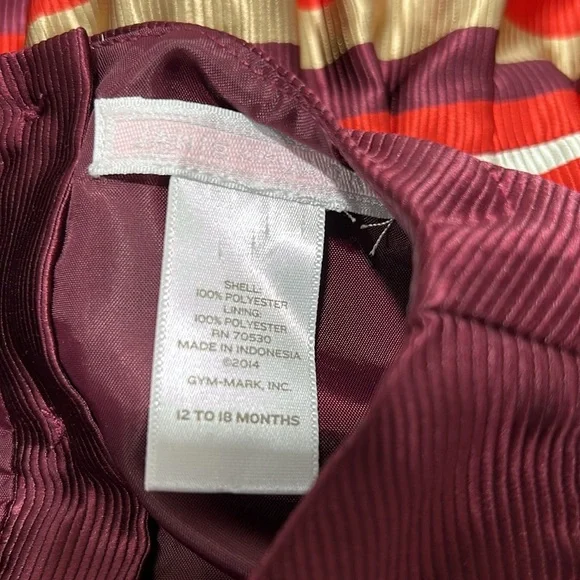 SHELL:
100% POLYESTER
LINING:
100% POLYESTER
RN 70530
MADE IN INDONESIA
©2014
GYM-MARK, INC.
12 TO 18 MONTHS